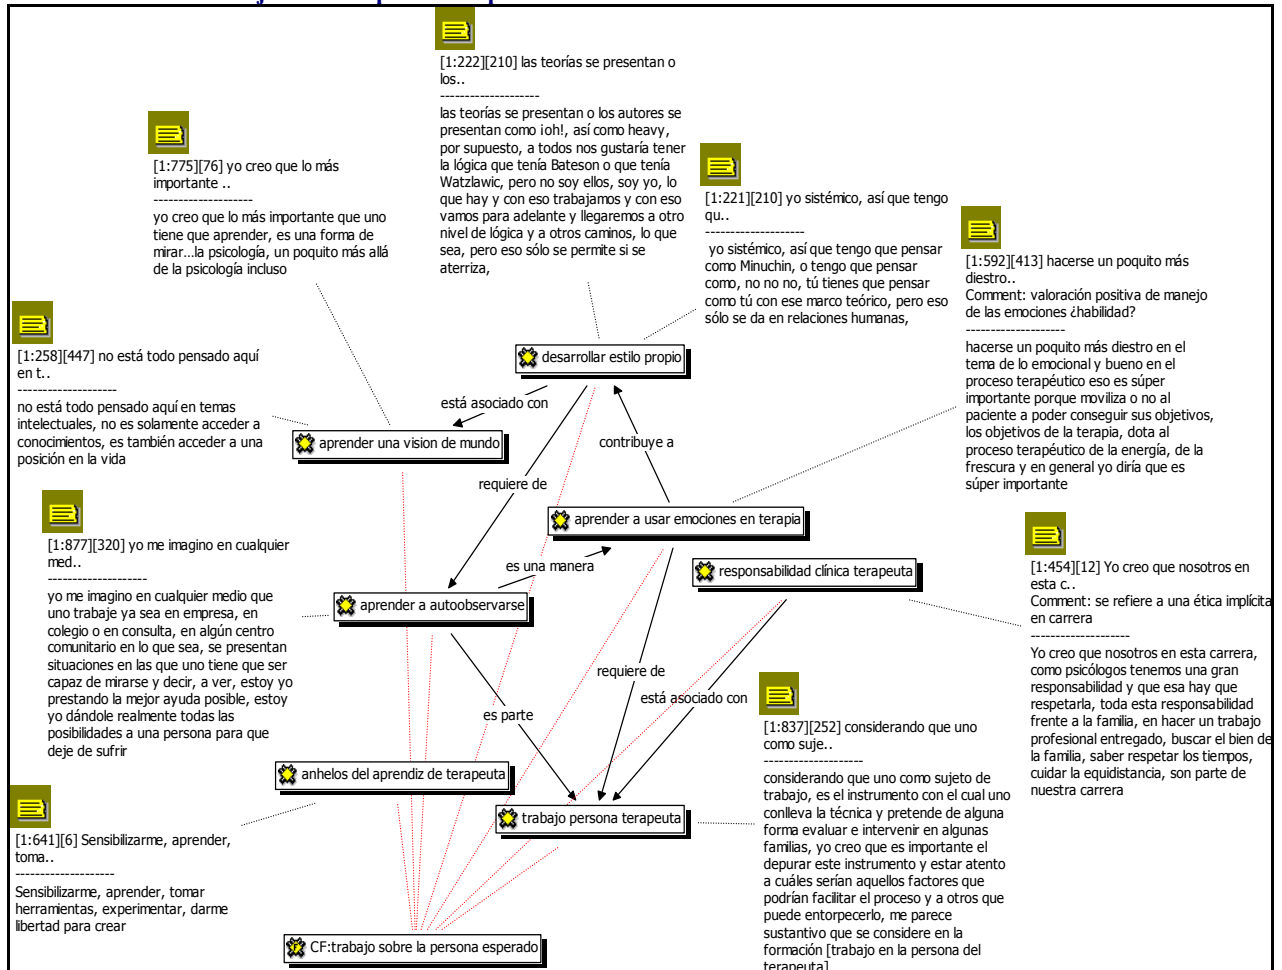 [1:222][210] las teorías se presentan o
los..
--------------------
las teorías se presentan o los autores se
presentan como ¡oh!, así como heavy,
por supuesto, a todos nos gustaría tener
la lógica que tenía Bateson o que tenía
Watzlawic, pero no soy ellos, soy yo, lo
que hay y con eso trabajamos y con eso
vamos para adelante y llegaremos a otro
nivel de lógica y a otros caminos, lo que
sea, pero eso sólo se permite si se
aterriza,
[1:775][76] yo creo que lo más
importante ..
--------------------
yo creo que lo más importante que uno
tiene que aprender, es una forma de
mirar...la psicología, un poquito más allá
de la psicología incluso
[1:221][210] yo sistémico, así que tengo
qu..
--------------------
yo sistémico, así que tengo que pensar
como Minuchin, o tengo que pensar
como, no no no, tú tienes que pensar
como tú con ese marco teórico, pero eso
sólo se da en relaciones humanas,
[1:592][413] hacerse un poquito más
diestro..
Comment: valoración positiva de manejo
de las emociones ¿habilidad?
--------------------
hacerse un poquito más diestro en el
tema de lo emocional y bueno en el
proceso terapéutico eso es súper
importante porque moviliza o no al
paciente a poder conseguir sus objetivos,
los objetivos de la terapia, dota al
proceso terapéutico de la energía, de la
frescura y en general yo diría que es
súper importante
[1:258][447] no está todo pensado aquí
en t..
--------------------
no está todo pensado aquí en temas
intelectuales, no es solamente acceder a
conocimientos, es también acceder a una
posición en la vida
desarrollar estilo propio
está asociado con
aprender una vision de mundo
contribuye a
requiere de
aprender a usar emociones en terapia
es una manera
responsabilidad clínica terapeuta
[1:877][320] yo me imagino en cualquier
med..
--------------------
yo me imagino en cualquier medio que
uno trabaje ya sea en empresa, en
colegio o en consulta, en algún centro
comunitario en lo que sea, se presentan
situaciones en las que uno tiene que ser
capaz de mirarse y decir, a ver, estoy yo
prestando la mejor ayuda posible, estoy
yo dándole realmente todas las
posibilidades a una persona para que
deje de sufrir
aprender a autoobservarse
[1:454][12] Yo creo que nosotros en
esta c..
Comment: se refiere a una ética implícita
en carrera
--------------------
Yo creo que nosotros en esta carrera,
como psicólogos tenemos una gran
responsabilidad y que esa hay que
respetarla, toda esta responsabilidad
frente a la familia, en hacer un trabajo
profesional entregado, buscar el bien de
la familia, saber respetar los tiempos,
cuidar la equidistancia, son parte de
nuestra carrera
requiere de
está asociado con
es parte
[1:837][252] considerando que uno
como suje..
--------------------
considerando que uno como sujeto de
trabajo, es el instrumento con el cual uno
conlleva la técnica y pretende de alguna
forma evaluar e intervenir en algunas
familias, yo creo que es importante el
depurar este instrumento y estar atento
a cuáles serían aquellos factores que
podrían facilitar el proceso y a otros que
puede entorpecerlo, me parece
sustantivo que se considere en la
formación [trabajo en la persona del
terapeuta]
anhelos del aprendiz de terapeuta
trabajo persona terapeuta
[1:641][6] Sensibilizarme, aprender,
toma..
--------------------
Sensibilizarme, aprender, tomar
herramientas, experimentar, darme
libertad para crear
CF:trabajo sobre la persona esperado